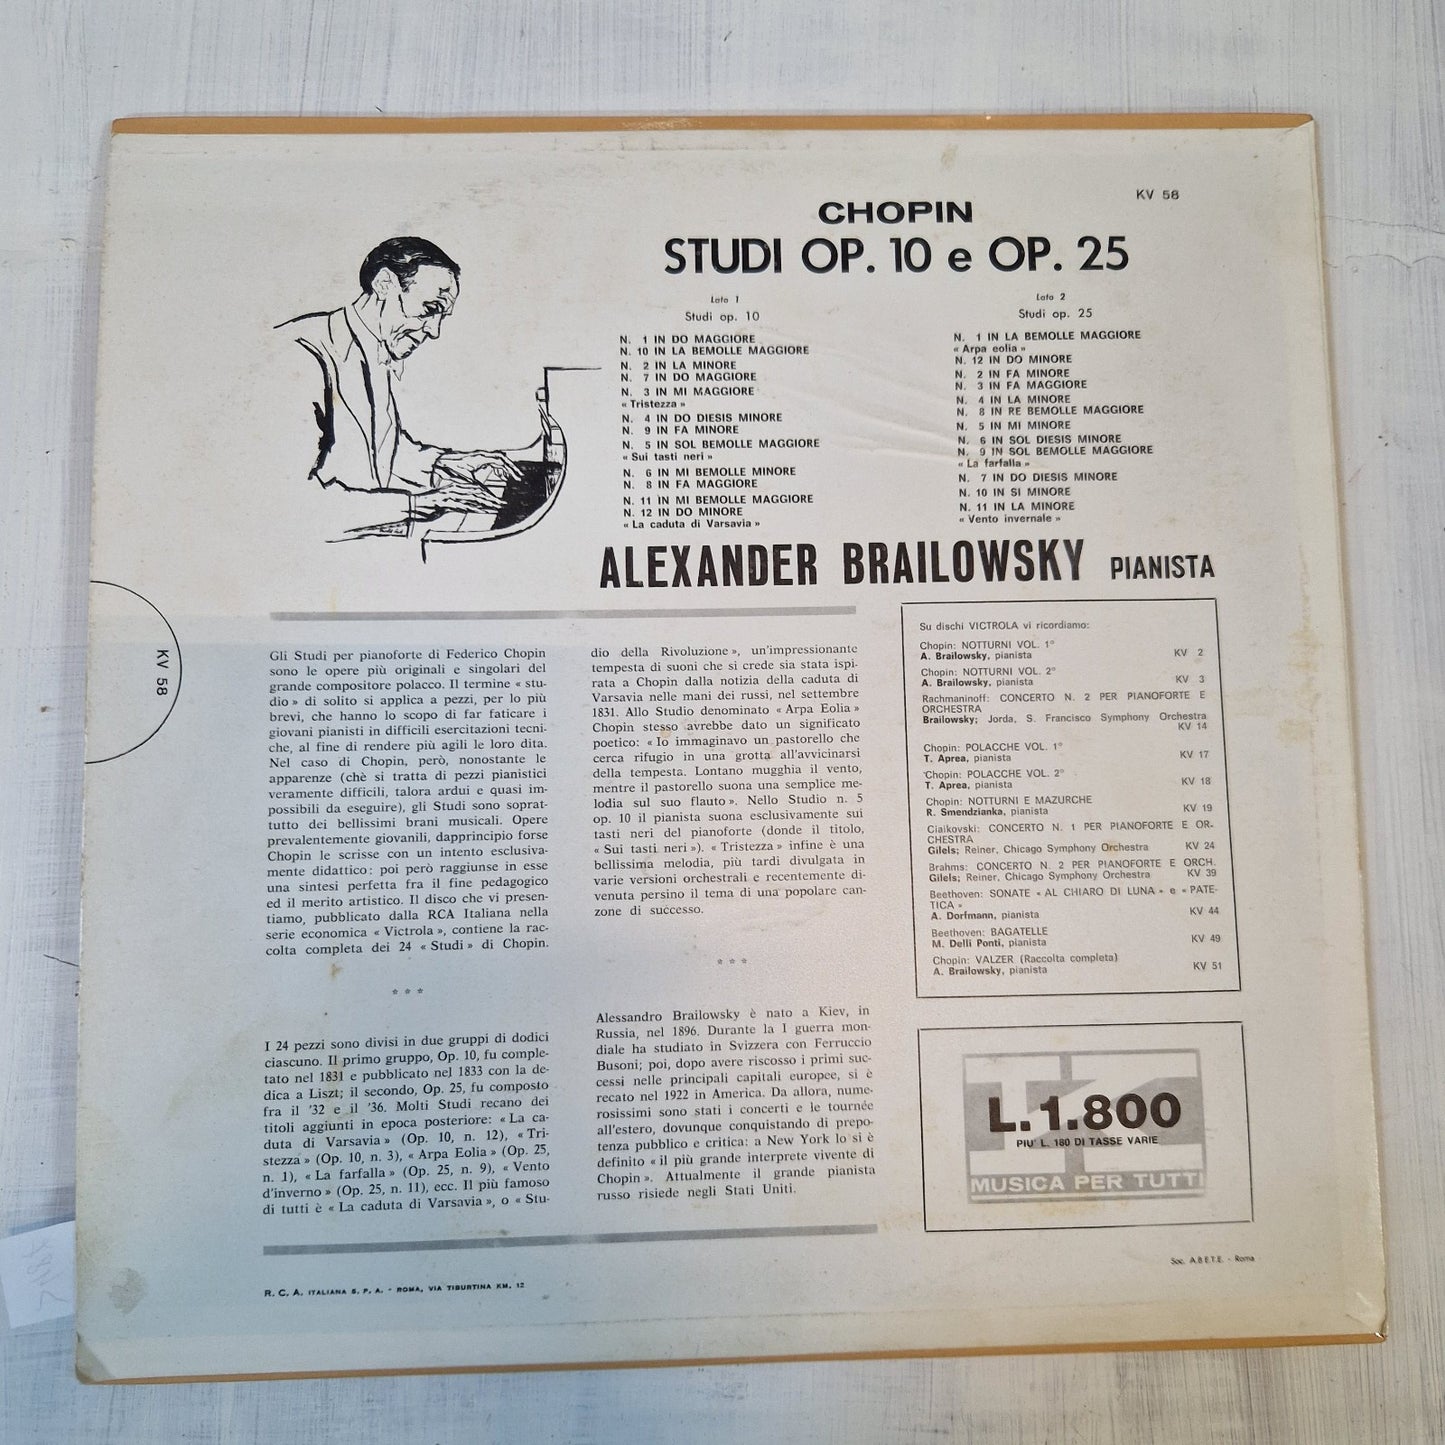 KV 58
CHOPIN
STUDI OP. 10 e OP. 25
Lato 1
Studi op. 10
N. 1 IN DO MAGGIORE
N. 10 IN LA BEMOLLE MAGGIORE
N. 2 IN LA MINORE
N. 7 IN DO MAGGIORE
N. 3 IN MI MAGGIORE
« Tristezza »
N. 4 IN DO DIESIS MINORE
N. 9 IN FA MINORE
N. 5 IN SOL BEMOLLE MAGGIORE
« Sui tasti neri »
N. 6 IN MI BEMOLLE MINORE
N. 8 IN FA MAGGIORE
N. 11 IN MI BEMOLLE MAGGIORE
N. 12 IN DO MINORE
« La caduta di Varsavia »
Lato 2
Studi op. 25
N. 1 IN LA BEMOLLE MAGGIORE
« Arpa eolia »
N. 12 IN DO MINORE
N. 2 IN FA MINORE
N. 3 IN FA MAGGIORE
N. 4 IN LA MINORE
N. 8 IN RE BEMOLLE MAGGIORE
N. 5 IN MI MINORE
N. 6 IN SOL DIESIS MINORE
N. 9 IN SOL BEMOLLE MAGGIORE
« La farfalla »
N. 7 IN DO DIESIS MINORE
N. 10 IN SI MINORE
N. 11 IN LA MINORE
« Vento invernale »
ALEXANDER BRAILOWSKY PIANISTA
KV 58
Gli Studi per pianoforte di Federico Chopin
sono le opere più originali e singolari del
grande compositore polacco. Il termine « stu-
dio » di solito si applica a pezzi, per lo più
brevi, che hanno lo scopo di far faticare i
giovani pianisti in difficili esercitazioni tecni-
che, al fine di rendere più agili le loro dita.
Nel caso di Chopin, però, nonostante le
apparenze (chè si tratta di pezzi pianistici
veramente difficili, talora ardui e quasi im-
possibili da eseguire), gli Studi sono soprat-
tutto dei bellissimi brani musicali. Opere
prevalentemente giovanili, dapprincipio forse
Chopin le scrisse con un intento esclusiva-
mente didattico: poi però raggiunse in esse
una sintesi perfetta fra il fine pedagogico
ed il merito artistico. Il disco che vi presen-
tiamo, pubblicato dalla RCA Italiana nella
serie economica « Victrola », contiene la rac-
colta completa dei 24 « Studi » di Chopin.
* * *
I 24 pezzi sono divisi in due gruppi di dodici
ciascuno. Il primo gruppo, Op. 10, fu comple-
tato nel 1831 e pubblicato nel 1833 con la de-
dica a Liszt; il secondo, Op. 25, fu composto
fra il '32 e il '36. Molti Studi recano dei
titoli aggiunti in epoca posteriore: « La ca-
duta di Varsavia » (Op. 10, n. 12), « Tri-
stezza » (Op. 10, n. 3), « Arpa Eolia » (Op. 25,
n. 1), « La farfalla » (Op. 25, n. 9), « Vento
d'inverno » (Op. 25, n. 11), ecc. Il più famoso
di tutti è « La caduta di Varsavia », o « Stu-
dio della Rivoluzione », un'impressionante
tempesta di suoni che si crede sia stata ispi-
rata a Chopin dalla notizia della caduta di
Varsavia nelle mani dei russi, nel settembre
1831. Allo Studio denominato « Arpa Eolia »
Chopin stesso avrebbe dato un significato
poetico: « Io immaginavo un pastorello che
cerca rifugio in una grotta all'avvicinarsi
della tempesta. Lontano mugghia il vento,
mentre il pastorello suona una semplice me-
lodia sul suo flauto ». Nello Studio n. 5
op. 10 il pianista suona esclusivamente sui
tasti neri del pianoforte (donde il titolo,
« Sui tasti neri »). « Tristezza » infine è una
bellissima melodia, più tardi divulgata in
varie versioni orchestrali e recentemente di-
venuta persino il tema di una popolare can-
zone di successo.
* * *
Alessandro Brailowsky è nato a Kiev, in
Russia, nel 1896. Durante la I guerra mon-
diale ha studiato in Svizzera con Ferruccio
Busoni; poi, dopo avere riscosso i primi suc-
cessi nelle principali capitali europee, si è
recato nel 1922 in America. Da allora, nume-
rosissimi sono stati i concerti e le tournée
all'estero, dovunque conquistando di prepo-
tenza pubblico e critica: a New York lo si è
definito « il più grande interprete vivente di
Chopin ». Attualmente il grande pianista
russo risiede negli Stati Uniti.
Su dischi VICTROLA vi ricordiamo:
Chopin: NOTTURNI VOL. 1°
A. Brailowsky, pianista KV 2
Chopin: NOTTURNI VOL. 2°
A. Brailowsky, pianista KV 3
Rachmaninoff: CONCERTO N. 2 PER PIANOFORTE E
ORCHESTRA
Brailowsky; Jorda, S. Francisco Symphony Orchestra
KV 14
Chopin: POLACCHE VOL. 1°
T. Aprea, pianista KV 17
Chopin: POLACCHE VOL. 2°
T. Aprea, pianista KV 18
Chopin: NOTTURNI E MAZURCHE
R. Smendzianka, pianista KV 19
Ciaikovski: CONCERTO N. 1 PER PIANOFORTE E OR-
CHESTRA
Gilels; Reiner, Chicago Symphony Orchestra KV 24
Brahms: CONCERTO N. 2 PER PIANOFORTE E ORCH.
Gilels; Reiner, Chicago Symphony Orchestra KV 39
Beethoven: SONATE « AL CHIARO DI LUNA » e « PATE-
TICA »
A. Dorfmann, pianista KV 44
Beethoven: BAGATELLE
M. Delli Ponti, pianista KV 49
Chopin: VALZER (Raccolta completa)
A. Brailowsky, pianista KV 51
L. 1.800
PIU' L. 180 DI TASSE VARIE
MUSICA PER TUTTI
Soc. A.B.E.T.E. - Roma
R. C. A. ITALIANA S. P. A. - ROMA, VIA TIBURTINA KM. 12